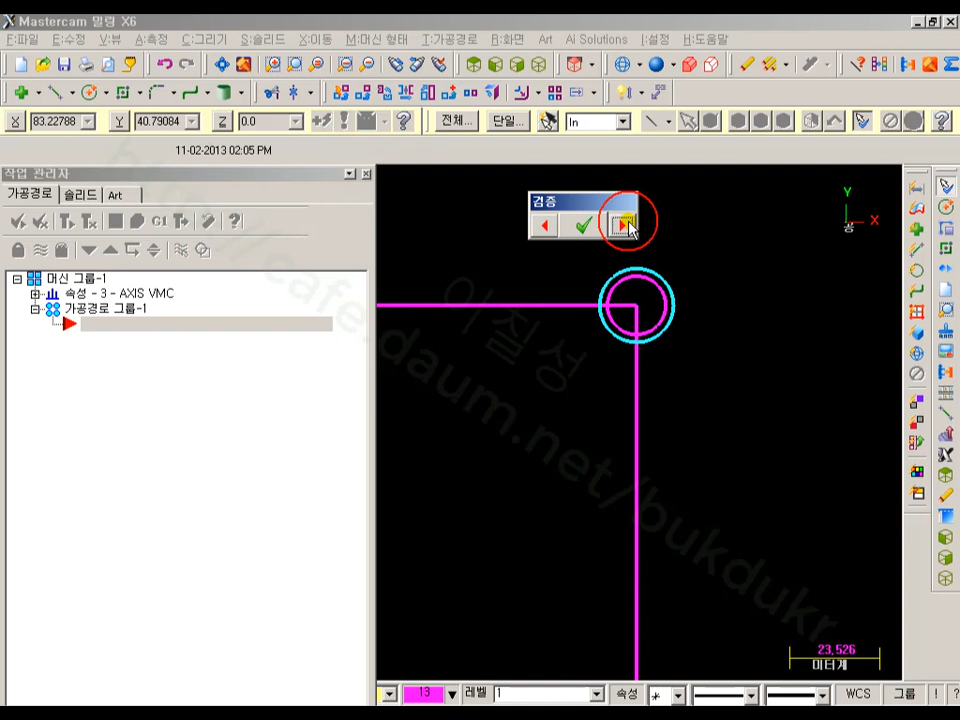 Mastercam 밀링 X6
F:파일 E:수정 V:뷰 A:측정 C:그리기 S:솔리드 X:이동 M:머신 형태 T:가공경로 R:화면 Art Ai Solutions I:설정 H:도움말
X 83.22788 Y 40.79084 Z 0.0 전체... 단일... In
11-02-2013 02:05 PM
작업 관리자
가공경로 솔리드 Art
G1
머신 그룹-1
속성 - 3 - AXIS VMC
가공경로 그룹-1
검증
Y
X
공
이질성
http://cafe.daum.net/bukdukr
23.526
미터계
13 레벨 1 속성 WCS 그룹 ! ?